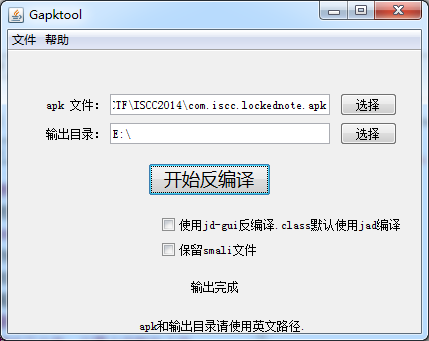 Gapktool
文件 帮助
apk 文件： CTF\ISCC2014\com.iscc.lockednote.apk 选择
输出目录： E:\ 选择
开始反编译
使用jd-gui反编译.class默认使用jad编译
保留smali文件
输出完成
apk和输出目录请使用英文路径.